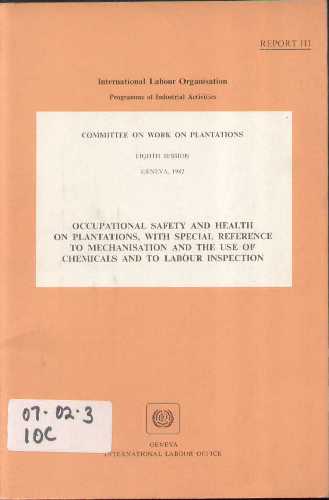 REPORT III
International Labour Organisation
Programme of Industrial Activities
COMMITTEE ON WORK ON PLANTATIONS
EIGHTH SESSION
GENEVA, 1982
OCCUPATIONAL SAFETY AND HEALTH
ON PLANTATIONS, WITH SPECIAL REFERENCE
TO MECHANISATION AND THE USE OF
CHEMICALS AND TO LABOUR INSPECTION
07-02-3
IOC
GENEVA
INTERNATIONAL LABOUR OFFICE